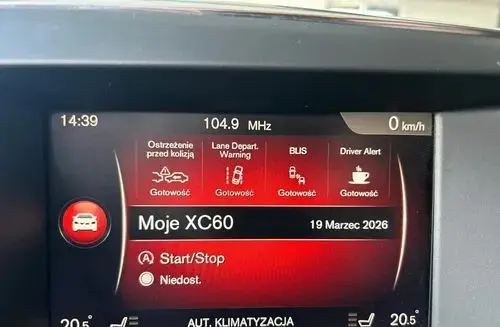 14:39
104.9 MHz
0 km/h
Ostrzeżenie
przed kolizją
Lane Depart.
Warning
BLIS
Driver Alert
Gotowość
Gotowość
Gotowość
Gotowość
Moje XC60
19 Marzec 2026
A Start/Stop
Niedost.
20.5°
AUT. KLIMATYZACJA
20.5°